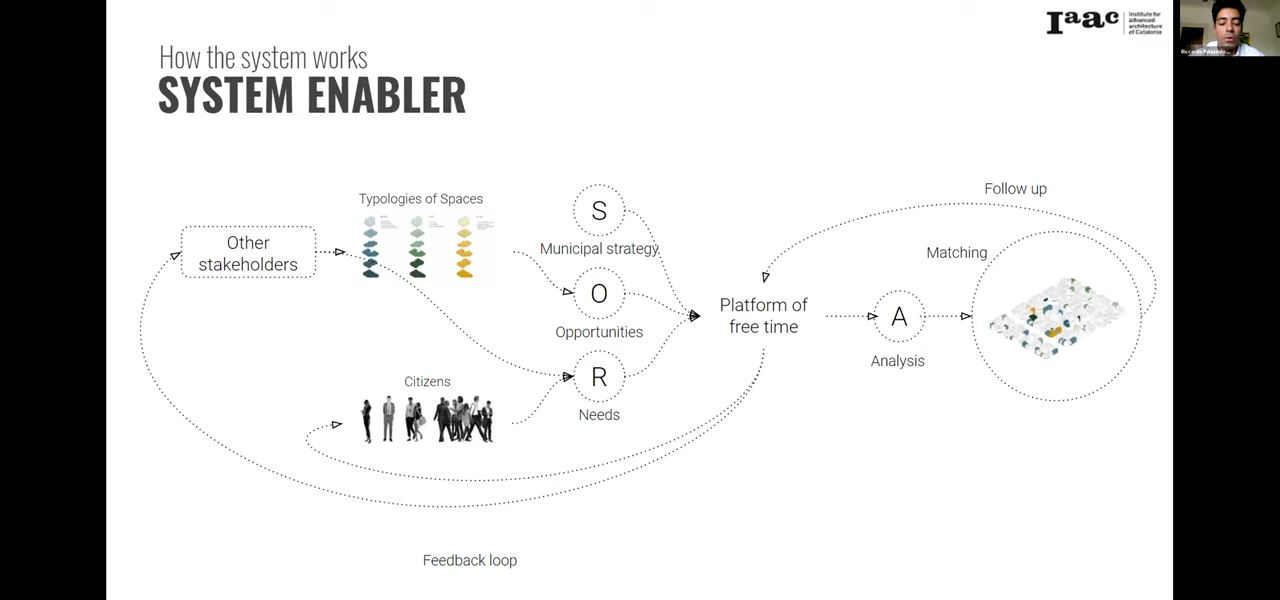 Iaac
Institute for
advanced
architecture
of Catalonia
How the system works
SYSTEM ENABLER
Typologies of Spaces
Other
stakeholders
S
Municipal strategy
O
Opportunities
R
Needs
Citizens
Platform of
free time
A
Analysis
Follow up
Matching
Feedback loop
Riccardo